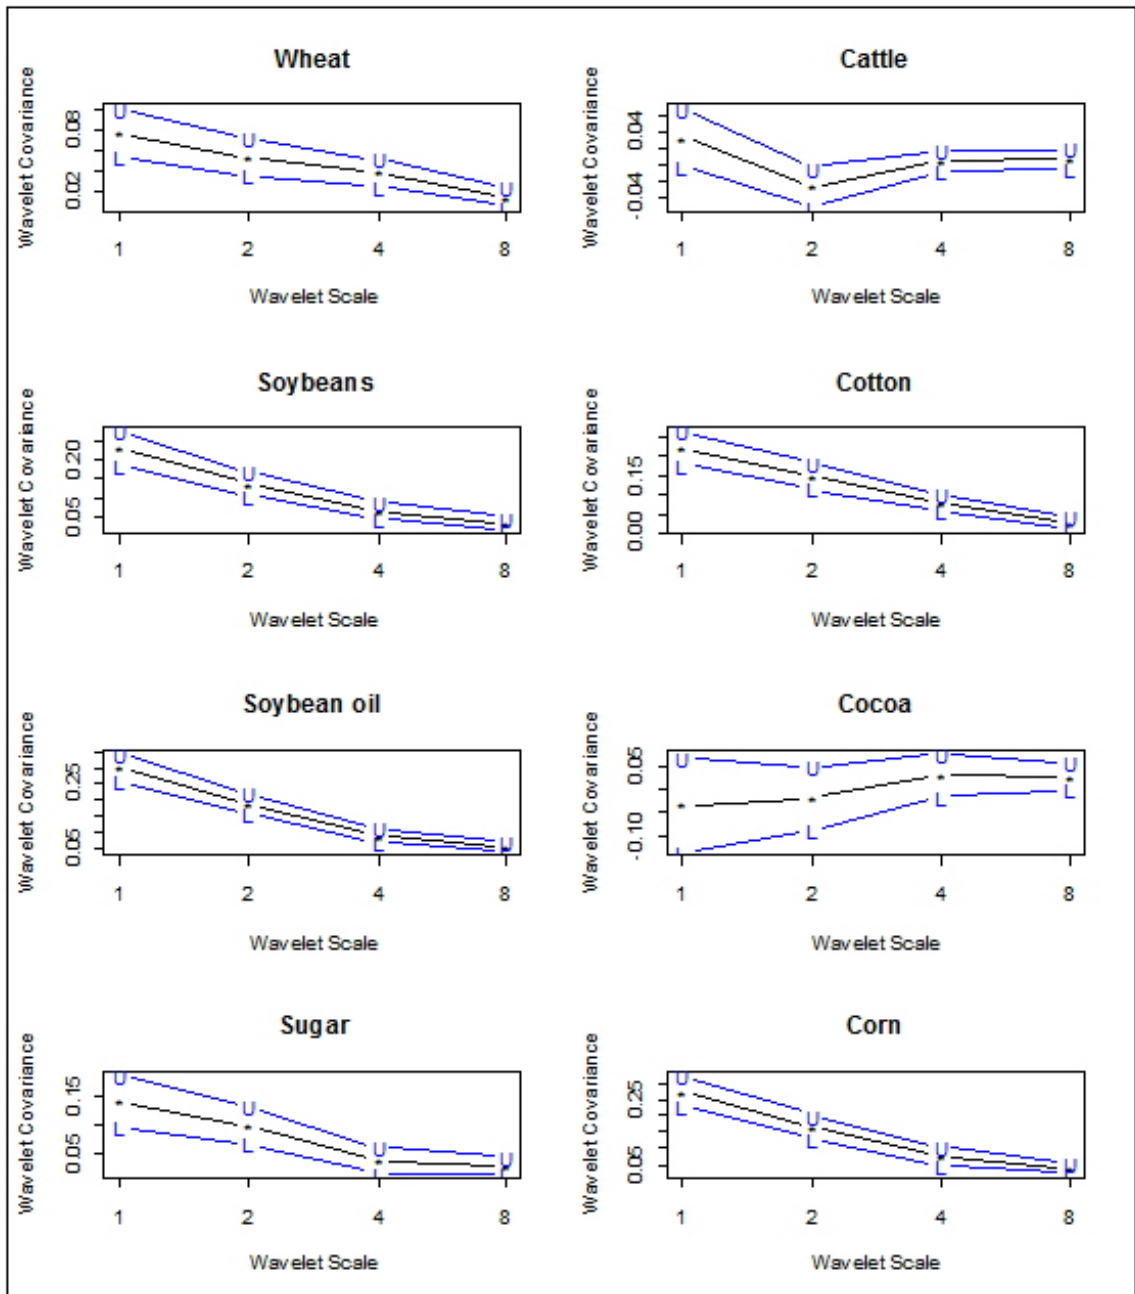 Wheat
Wavelet Covariance
0.08
0.02
U
U
U
U
*
*
*
*
L
L
L
L
1 2 4 8
Wavelet Scale
Cattle
Wavelet Covariance
0.04
-0.04
U
U
U
U
*
*
*
*
L
L
L
L
1 2 4 8
Wavelet Scale
Soybeans
Wavelet Covariance
0.20
0.05
U
U
U
U
*
*
*
*
L
L
L
L
1 2 4 8
Wavelet Scale
Cotton
Wavelet Covariance
0.15
0.00
U
U
U
U
*
*
*
*
L
L
L
L
1 2 4 8
Wavelet Scale
Soybean oil
Wavelet Covariance
0.25
0.05
U
U
U
U
*
*
*
*
L
L
L
L
1 2 4 8
Wavelet Scale
Cocoa
Wavelet Covariance
0.05
-0.10
U
U
U
U
*
*
*
*
L
L
L
L
1 2 4 8
Wavelet Scale
Sugar
Wavelet Covariance
0.15
0.05
U
U
U
U
*
*
*
*
L
L
L
L
1 2 4 8
Wavelet Scale
Corn
Wavelet Covariance
0.25
0.05
U
U
U
U
*
*
*
*
L
L
L
L
1 2 4 8
Wavelet Scale